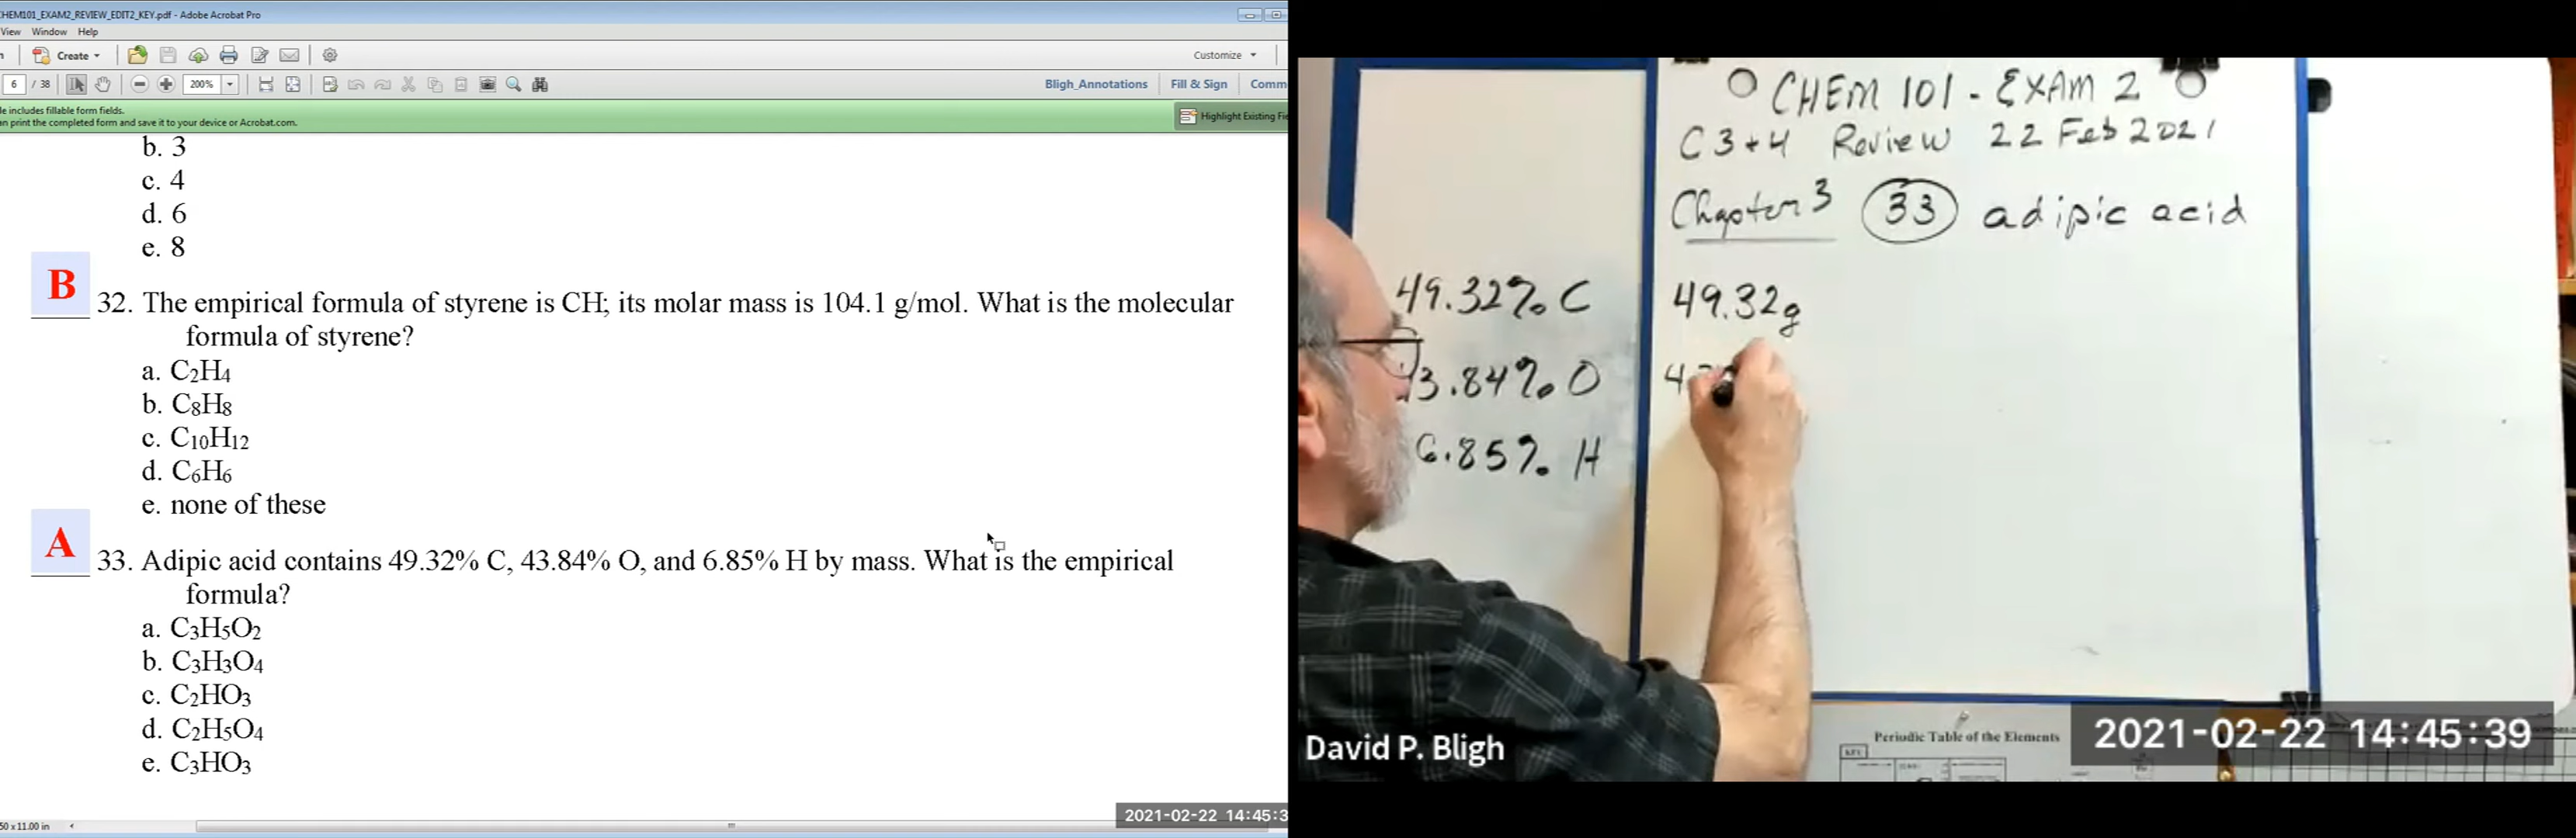 CHEM101_EXAM2_REVIEW_EDIT2_KEY.pdf - Adobe Acrobat Pro
View Window Help
Create
Customize
6 / 38
200%
Bligh_Annotations
Fill & Sign
Comm
le includes fillable form fields.
an print the completed form and save it to your device or Acrobat.com.
Highlight Existing Fie
b. 3
c. 4
d. 6
e. 8
B
32. The empirical formula of styrene is CH; its molar mass is 104.1 g/mol. What is the molecular
formula of styrene?
a. C₂H₄
b. C₈H₈
c. C₁₀H₁₂
d. C₆H₆
e. none of these
A
33. Adipic acid contains 49.32% C, 43.84% O, and 6.85% H by mass. What is the empirical
formula?
a. C₃H₅O₂
b. C₃H₃O₄
c. C₂HO₃
d. C₂H₅O₄
e. C₃HO₃
50 x 11.00 in
2021-02-22 14:45:3
CHEM 101 - EXAM 2
C 3+4 Review 22 Feb 2021
Chapter 3 33 adipic acid
49.32% C 49.32g
3.84% O 43
6.85% H
Periodic Table of the Elements
KEY
David P. Bligh
2021-02-22 14:45:39